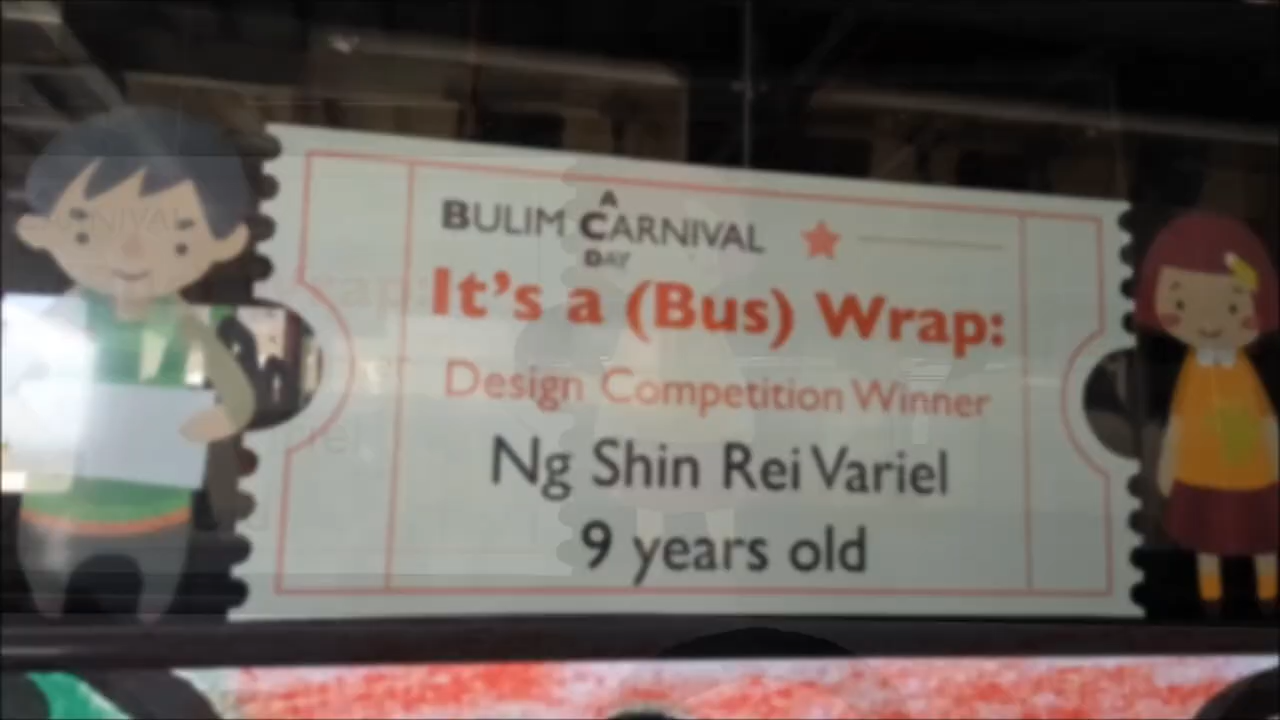 A
BULIM CARNIVAL
DAY
It's a (Bus) Wrap:
Design Competition Winner
Ng Shin Rei Variel
9 years old